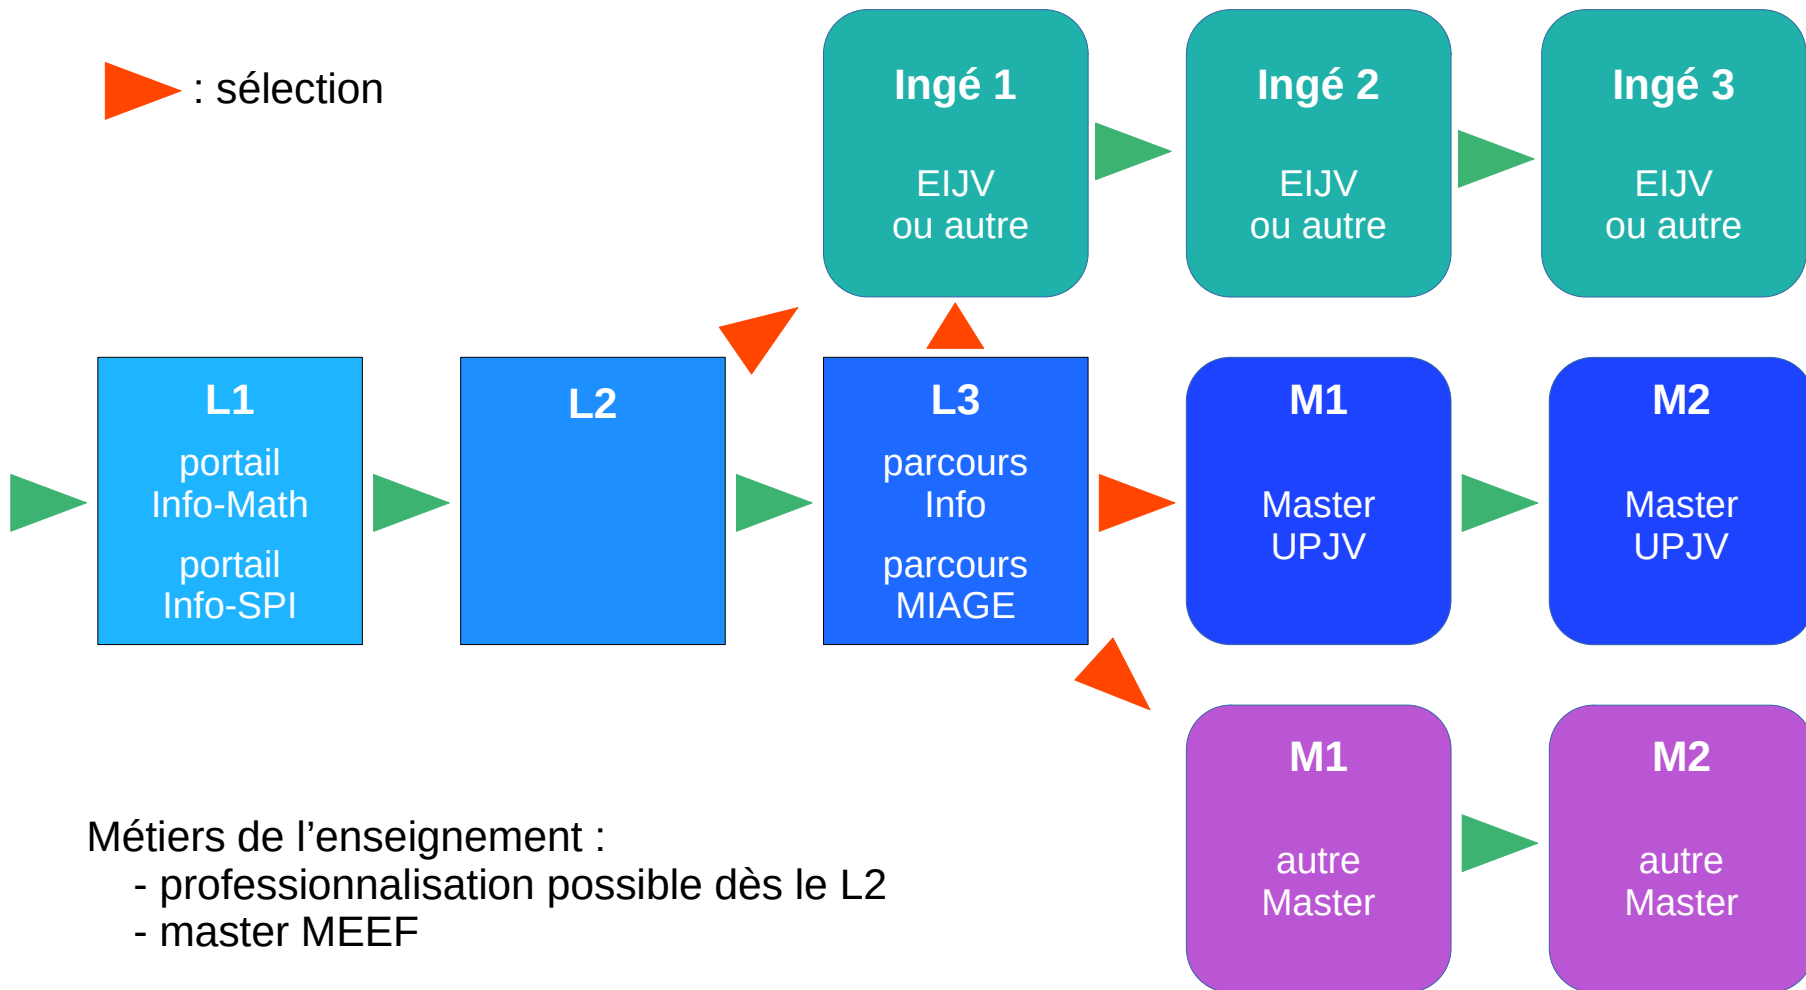 : sélection
Ingé 1
EIJV
ou autre
Ingé 2
EIJV
ou autre
Ingé 3
EIJV
ou autre
L1
portail
Info-Math
portail
Info-SPI
L2
L3
parcours
Info
parcours
MIAGE
M1
Master
UPJV
M2
Master
UPJV
M1
autre
Master
M2
autre
Master
Métiers de l’enseignement :
- professionnalisation possible dès le L2
- master MEEF